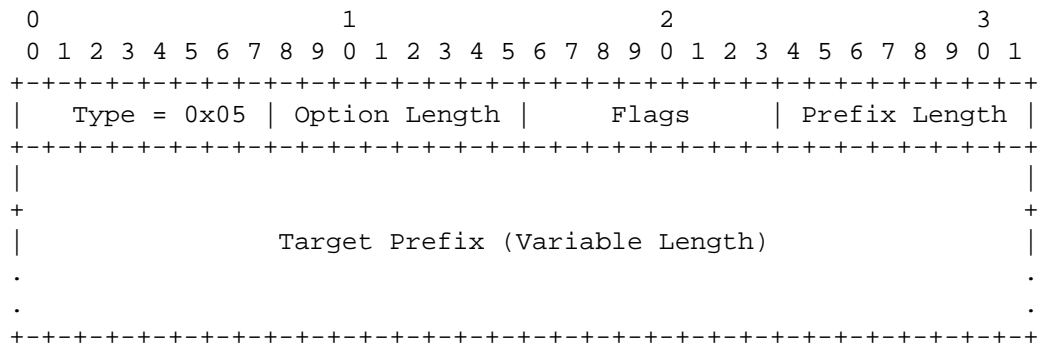 0                   1                   2                   3
 0 1 2 3 4 5 6 7 8 9 0 1 2 3 4 5 6 7 8 9 0 1 2 3 4 5 6 7 8 9 0 1
+-+-+-+-+-+-+-+-+-+-+-+-+-+-+-+-+-+-+-+-+-+-+-+-+-+-+-+-+-+-+-+-+
|   Type = 0x05 | Option Length |     Flags     | Prefix Length |
+-+-+-+-+-+-+-+-+-+-+-+-+-+-+-+-+-+-+-+-+-+-+-+-+-+-+-+-+-+-+-+-+
|                                                               |
+                                                               +
|                Target Prefix (Variable Length)                |
.                                                               .
.                                                               .
+-+-+-+-+-+-+-+-+-+-+-+-+-+-+-+-+-+-+-+-+-+-+-+-+-+-+-+-+-+-+-+-+